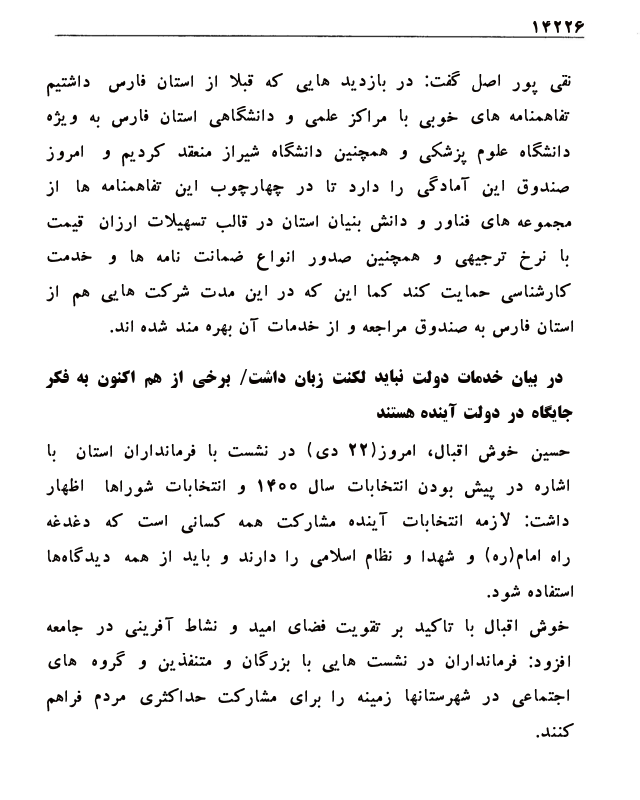 ۱۴۲۲۶
نقی پور اصل گفت: در بازدید هایی که قبلا از استان فارس داشتیم
تفاهمنامه های خوبی با مراکز علمی و دانشگاهی استان فارس به ویژه
دانشگاه علوم پزشکی و همچنین دانشگاه شیراز منعقد کردیم و امروز
صندوق این آمادگی را دارد تا در چهارچوب این تفاهمنامه ها از
مجموعه های فناور و دانش بنیان استان در قالب تسهیلات ارزان قیمت
با نرخ ترجیهی و همچنین صدور انواع ضمانت نامه ها و خدمت
کارشناسی حمایت کند کما این که در این مدت شرکت هایی هم از
استان فارس به صندوق مراجعه و از خدمات آن بهره مند شده اند.
در بیان خدمات دولت نباید لکنت زبان داشت/ برخی از هم اکنون به فکر
جایگاه در دولت آینده هستند
حسین خوش اقبال، امروز(۲۲ دی) در نشست با فرمانداران استان با
اشاره در پیش بودن انتخابات سال ۱۴۰۰ و انتخابات شوراها اظهار
داشت: لازمه انتخابات آینده مشارکت همه کسانی است که دغدغه
راه امام(ره) و شهدا و نظام اسلامی را دارند و باید از همه دیدگاه‌ها
استفاده شود.
خوش اقبال با تاکید بر تقویت فضای امید و نشاط آفرینی در جامعه
افزود: فرمانداران در نشست هایی با بزرگان و متنفذین و گروه های
اجتماعی در شهرستانها زمینه را برای مشارکت حداکثری مردم فراهم
کنند.